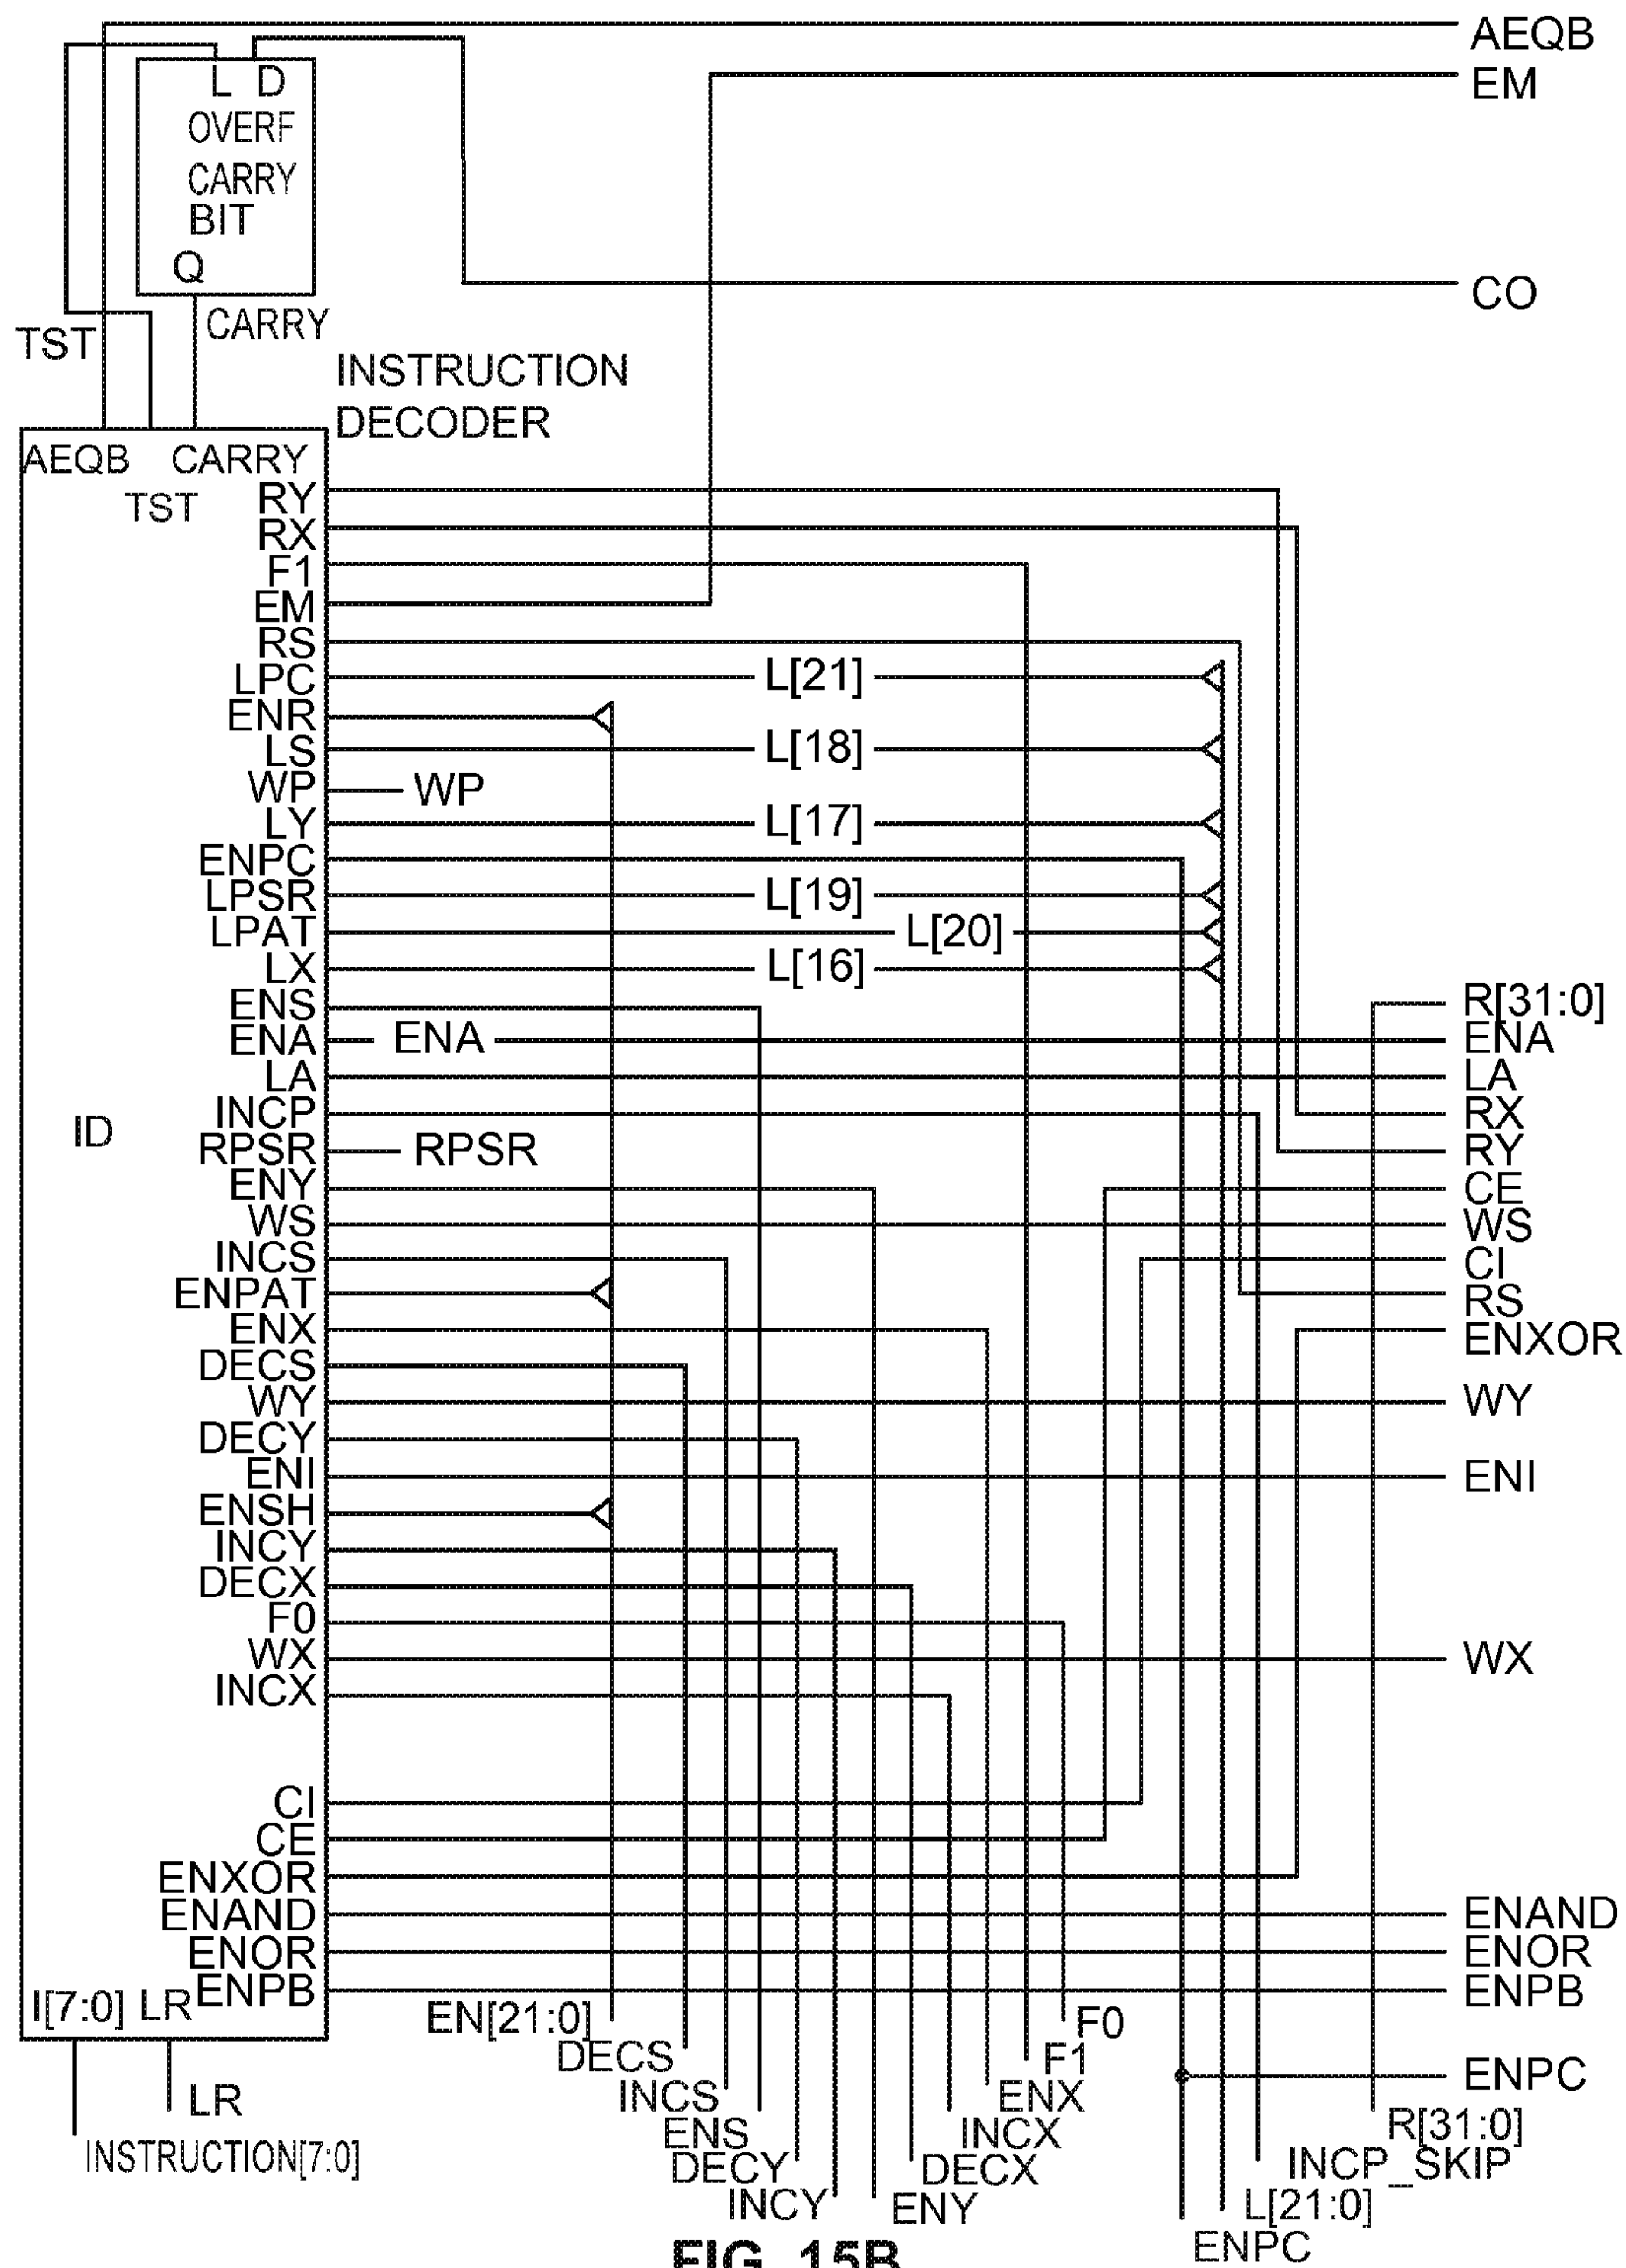 AEQB
EM
L D
OVERF
CARRY
BIT
Q
CO
CARRY
TST
INSTRUCTION
DECODER
AEQB CARRY
TST
RY
RX
F1
EM
RS
LPC L[21]
ENR
LS L[18]
WP WP
LY L[17]
ENPC
LPSR L[19]
LPAT L[20]
LX L[16]
ENS R[31:0]
ENA ENA ENA
LA LA
ID
INCP RX
RPSR RPSR RY
ENY CE
WS WS
INCS CI
ENPAT RS
ENX ENXOR
DECS
WY WY
DECY
ENI ENI
ENSH
INCY
DECX
F0
WX WX
INCX
CI
CE
ENXOR
ENAND ENAND
ENOR ENOR
ENPB ENPB
I[7:0] LR
EN[21:0] F0
DECS F1
ENPC
INCS ENX
LR
ENS INCX R[31:0]
INSTRUCTION[7:0]
DECY DECX INCP_SKIP
INCY ENY L[21:0]
ENPC
FIG. 15B